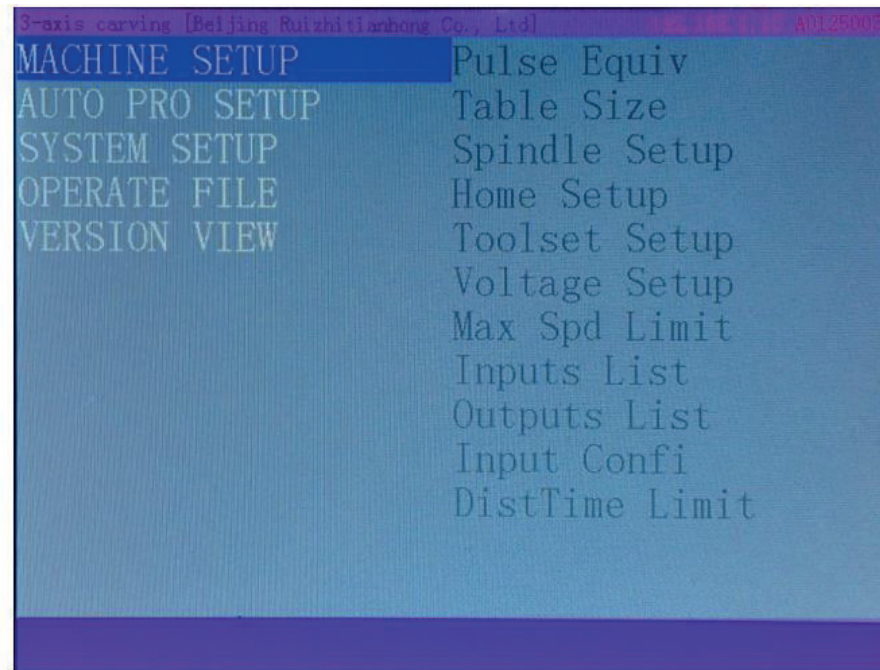 3-axis carving [Beijing Ruizhitianhong Co., Ltd]
MACHINE SETUP
AUTO PRO SETUP
SYSTEM SETUP
OPERATE FILE
VERSION VIEW
Pulse Equiv
Table Size
Spindle Setup
Home Setup
Toolset Setup
Voltage Setup
Max Spd Limit
Inputs List
Outputs List
Input Confi
DistTime Limit